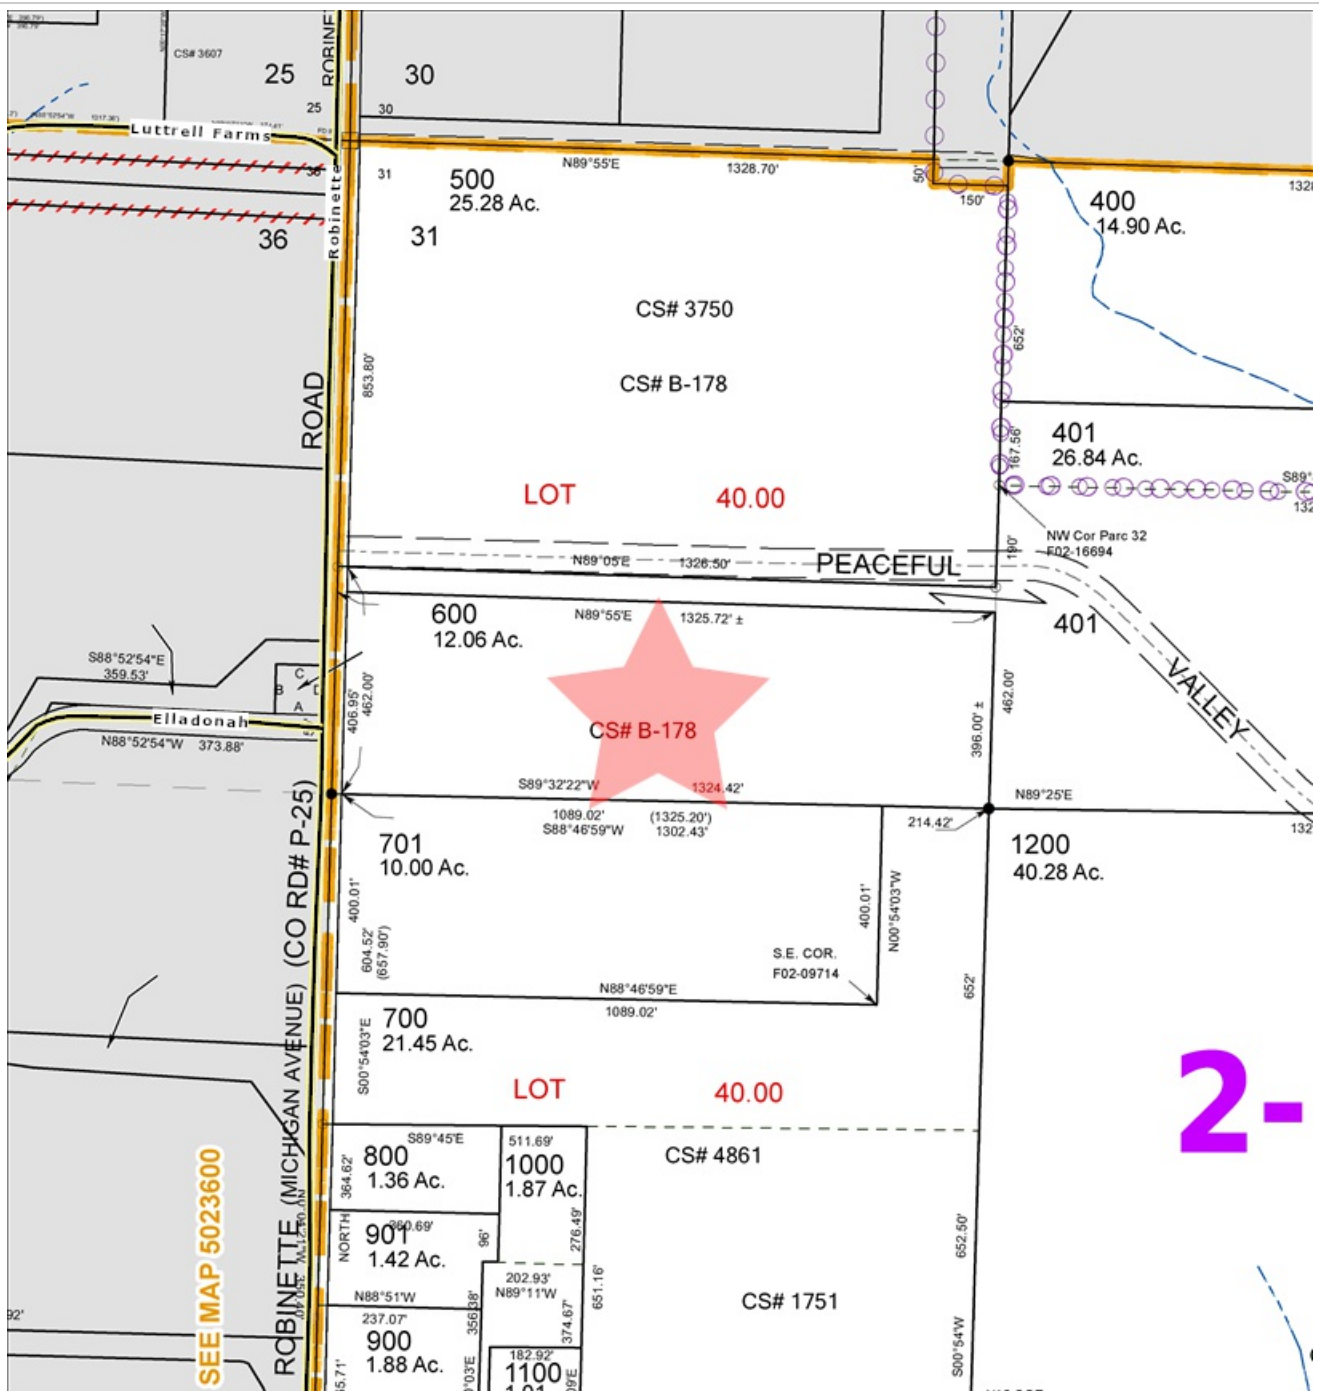 CS# 3607
25
30
ROBINE
25
30
Luttrell Farms
36
31
Robinette
N89°55'E
1328.70'
50'
150'
500
25.28 Ac.
400
14.90 Ac.
1328
36
31
CS# 3750
652'
853.80'
CS# B-178
ROAD
401
26.84 Ac.
167.56'
S89°
132
LOT
40.00
NW Cor Parc 32
F02-16694
190'
N89°05'E
1326.50'
PEACEFUL
600
12.06 Ac.
N89°55'E
1325.72' ±
401
VALLEY
S88°52'54"E
359.53'
C
B
D
A
Elladonah
N88°52'54"W 373.88'
406.95'
462.00'
CS# B-178
396.00' ±
462.00'
S89°32'22"W
1324.42'
N89°25'E
1089.02'
(1325.20')
S88°46'59"W
1302.43'
214.42'
132
701
10.00 Ac.
1200
40.28 Ac.
400.01'
604.52'
(657.90')
400.01'
N00°54'03"W
S.E. COR.
F02-09714
652'
N88°46'59"E
1089.02'
700
21.45 Ac.
S00°54'03"E
LOT
40.00
2-
ROBINETTE (MICHIGAN AVENUE) (CO RD# P-25)
SEE MAP 5023600
S89°45'E
511.69'
CS# 4861
800
1.36 Ac.
1000
1.87 Ac.
364.62'
NORTH
360.69'
901
1.42 Ac.
96'
276.49'
652.50'
202.93'
N89°11'W
651.16'
N88°51'W
CS# 1751
237.07'
356.38'
374.67'
900
1.88 Ac.
182.92'
1100
S00°54'W
92'
5.71'